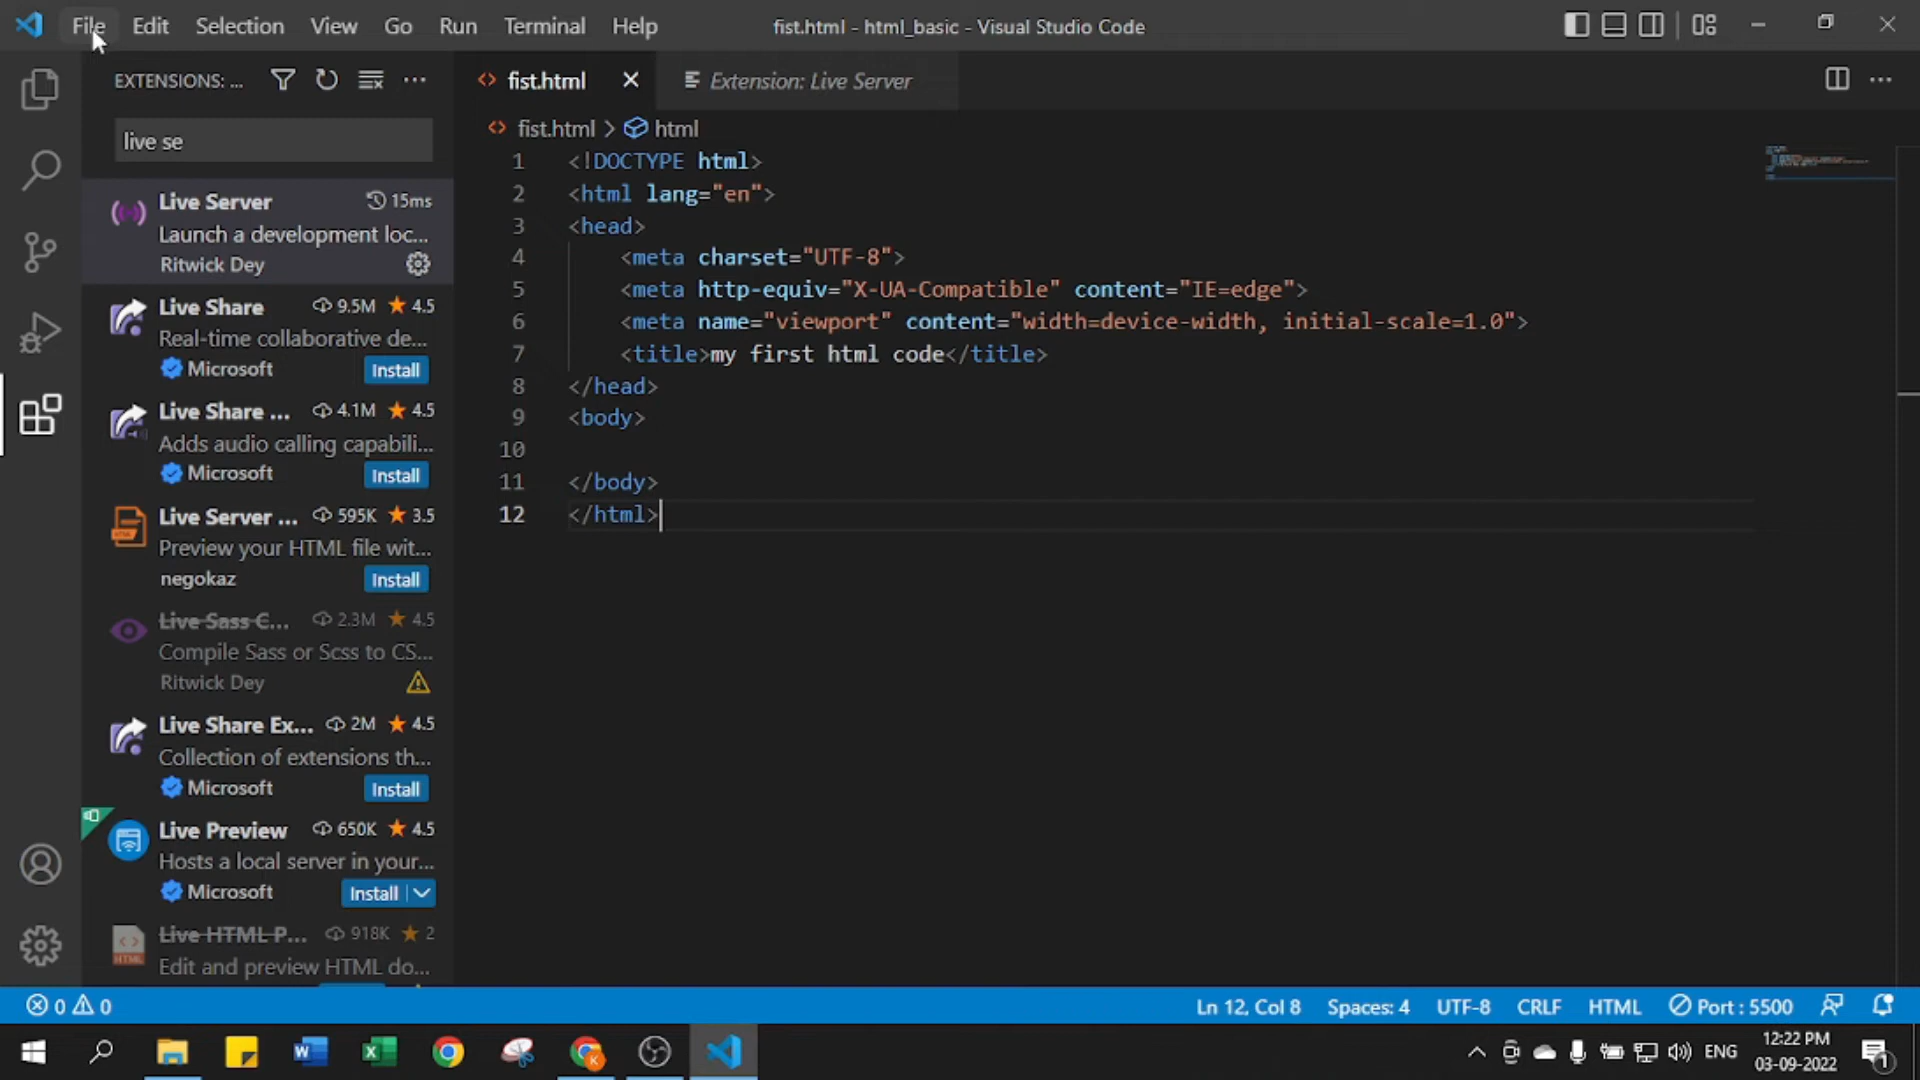 File Edit Selection View Go Run Terminal Help fist.html - html_basic - Visual Studio Code
EXTENSIONS: ...
live se
Live Server 15ms
Launch a development loc...
Ritwick Dey
Live Share 9.5M 4.5
Real-time collaborative de...
Microsoft Install
Live Share ... 4.1M 4.5
Adds audio calling capabili...
Microsoft Install
Live Server ... 595K 3.5
Preview your HTML file wit...
negokaz Install
Live Sass C... 2.3M 4.5
Compile Sass or Scss to CS...
Ritwick Dey
Live Share Ex... 2M 4.5
Collection of extensions th...
Microsoft Install
Live Preview 650K 4.5
Hosts a local server in your...
Microsoft Install
Live HTML P... 918K 2
Edit and preview HTML do...
fist.html Extension: Live Server
fist.html > html
1 <!DOCTYPE html>
2 <html lang="en">
3 <head>
4 <meta charset="UTF-8">
5 <meta http-equiv="X-UA-Compatible" content="IE=edge">
6 <meta name="viewport" content="width=device-width, initial-scale=1.0">
7 <title>my first html code</title>
8 </head>
9 <body>
10
11 </body>
12 </html>
0 0 Ln 12, Col 8 Spaces: 4 UTF-8 CRLF HTML Port : 5500
ENG 12:22 PM
03-09-2022 1